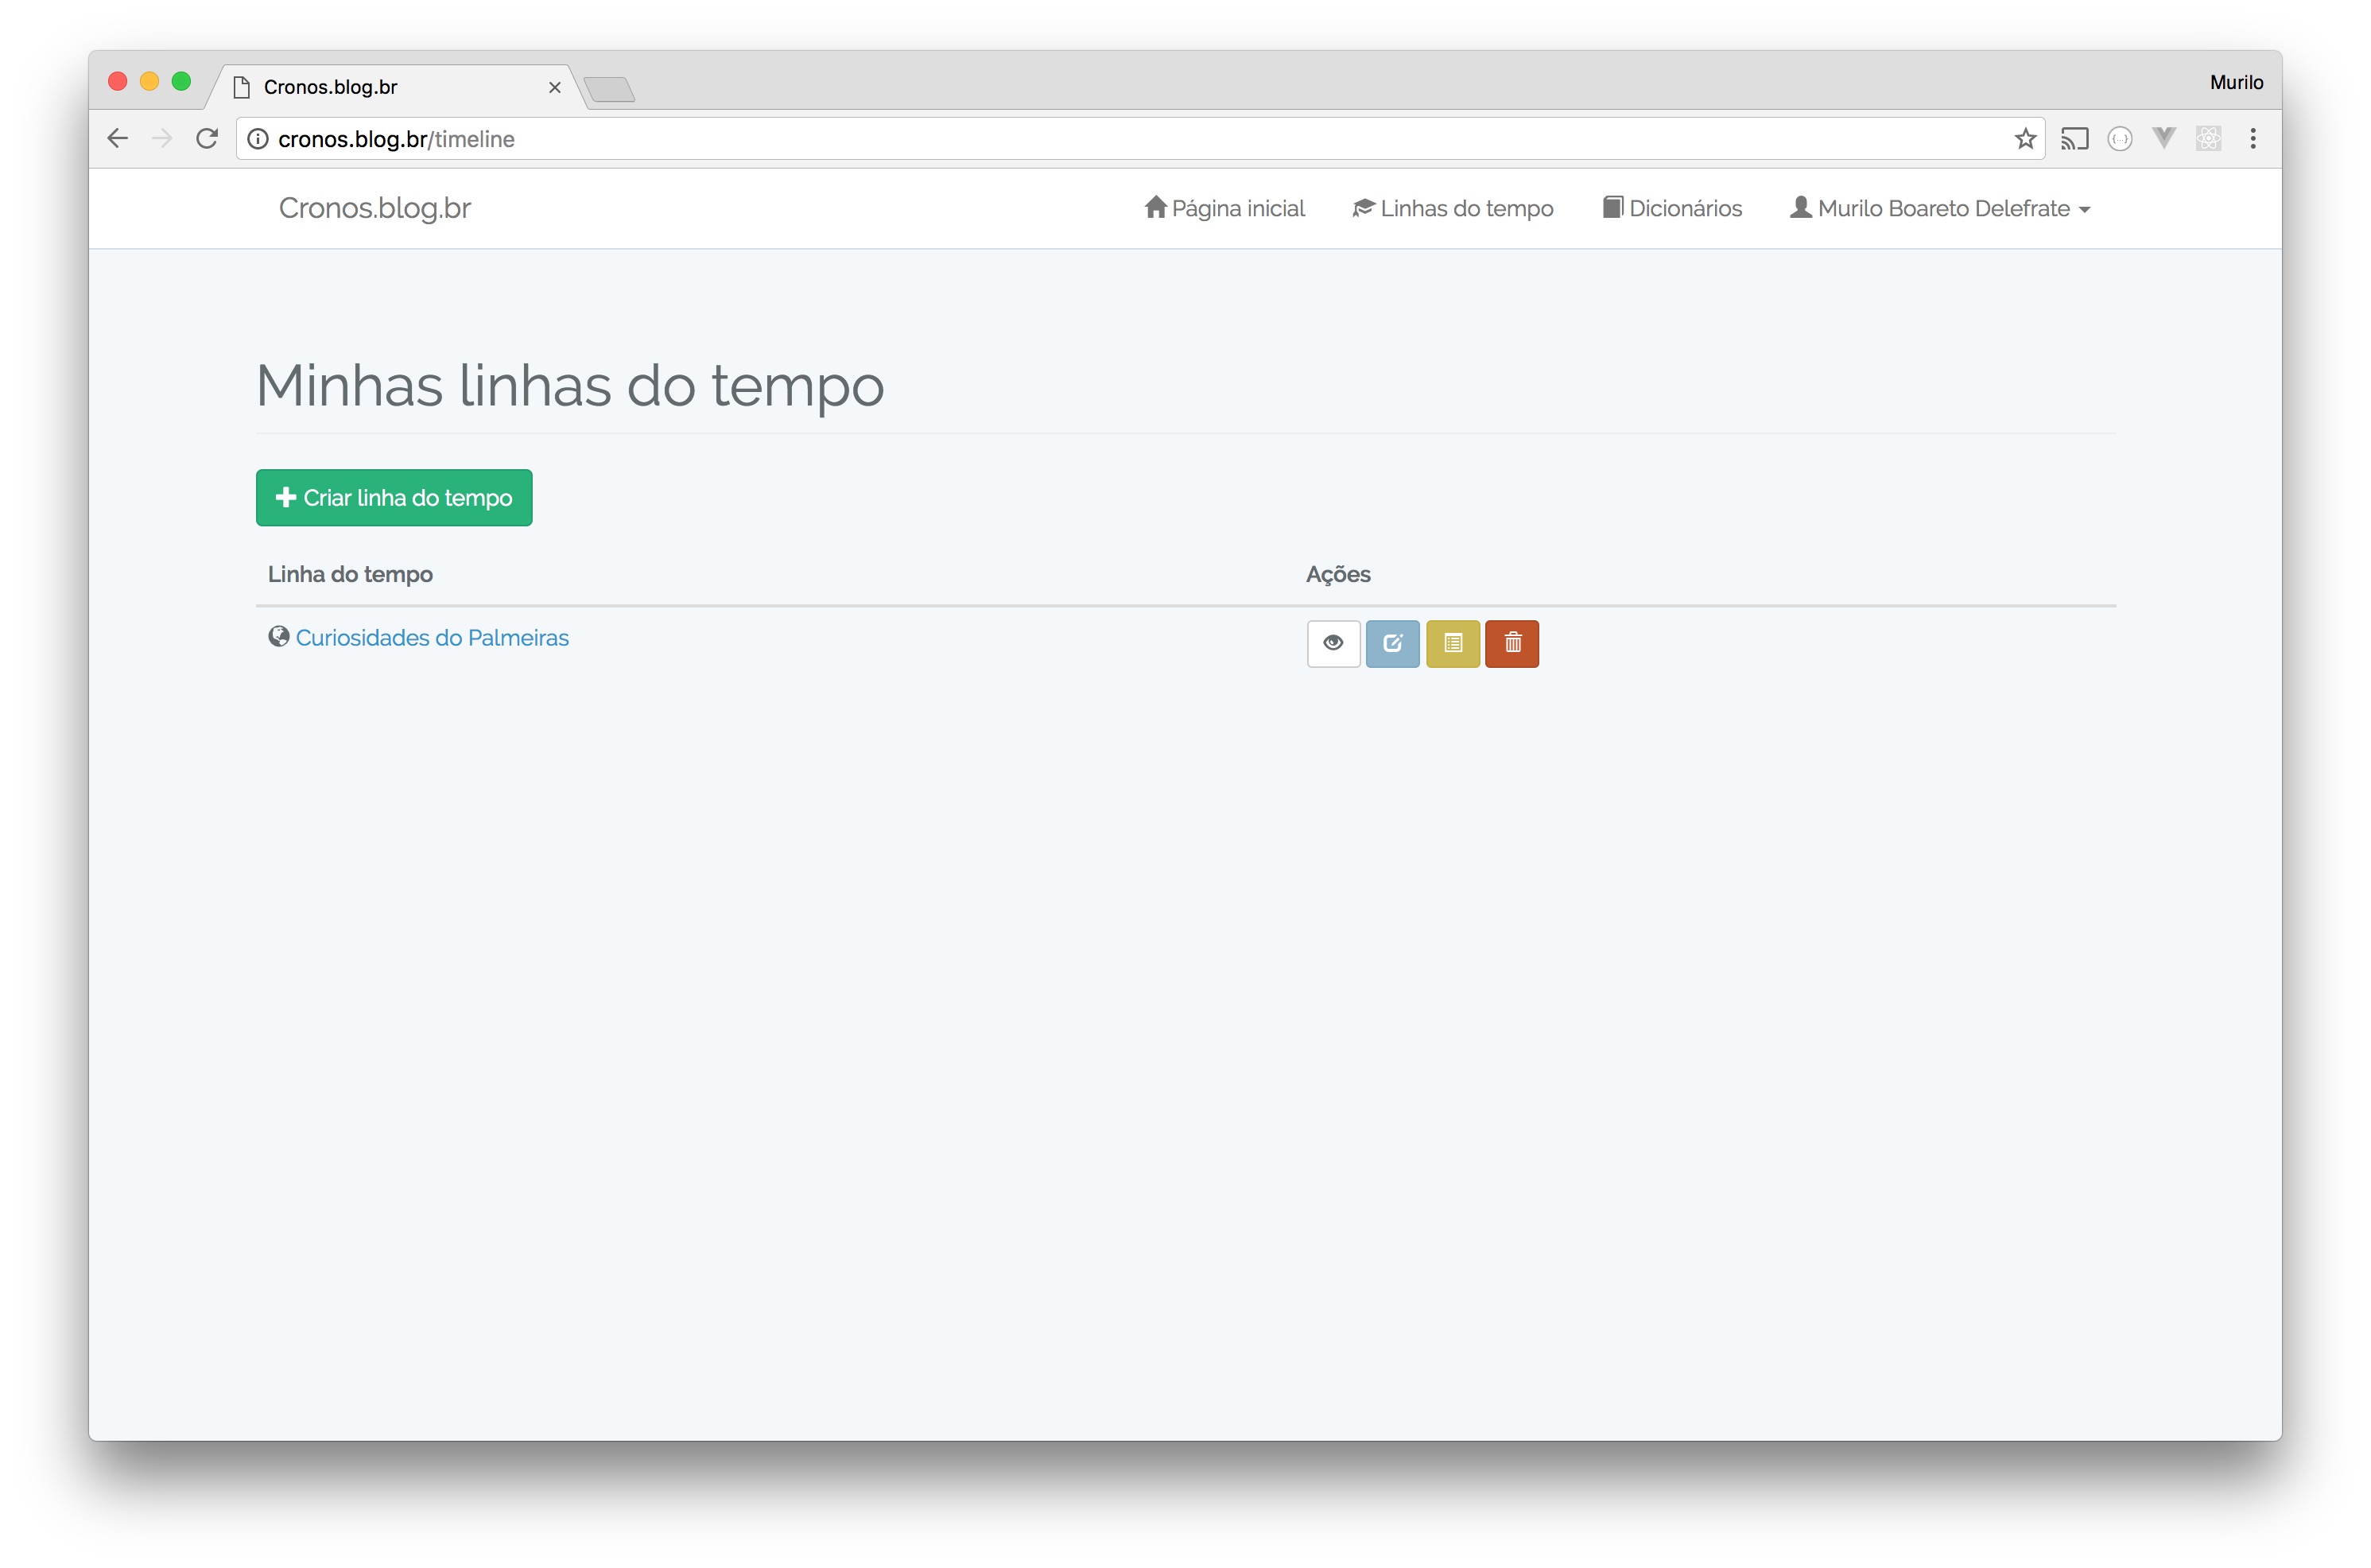 Cronos.blog.br
Murilo
cronos.blog.br/timeline
Cronos.blog.br
Página inicial
Linhas do tempo
Dicionários
Murilo Boareto Delefrate
Minhas linhas do tempo
Criar linha do tempo
Linha do tempo
Ações
Curiosidades do Palmeiras